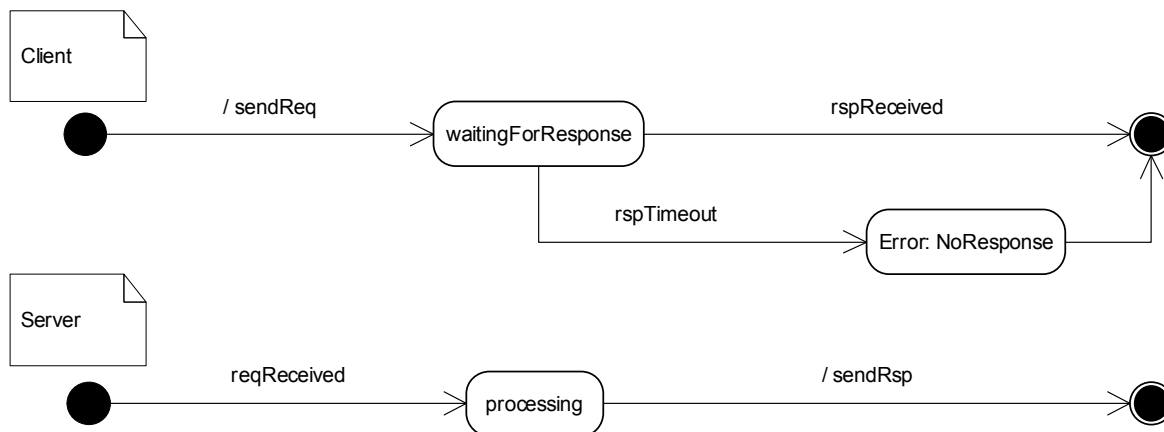 Client
/ sendReq
rspReceived
waitingForResponse
rspTimeout
Error: NoResponse
Server
reqReceived
/ sendRsp
processing